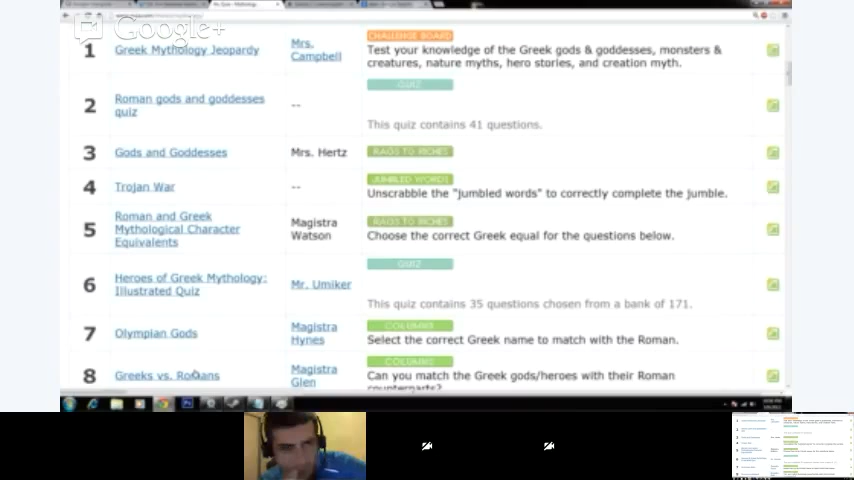 Google+
1
Greek Mythology Jeopardy
Mrs.
Campbell
CHALLENGE BOARD
Test your knowledge of the Greek gods & goddesses, monsters &
creatures, nature myths, hero stories, and creation myth.
2
Roman gods and goddesses
quiz
--
QUIZ
This quiz contains 41 questions.
3
Gods and Goddesses
Mrs. Hertz
RAGS TO RICHES
4
Trojan War
--
JUMBLED WORDS
Unscrabble the "jumbled words" to correctly complete the jumble.
5
Roman and Greek
Mythological Character
Equivalents
Magistra
Watson
RAGS TO RICHES
Choose the correct Greek equal for the questions below.
6
Heroes of Greek Mythology:
Illustrated Quiz
Mr. Umiker
QUIZ
This quiz contains 35 questions chosen from a bank of 171.
7
Olympian Gods
Magistra
Hynes
COLUMNS
Select the correct Greek name to match with the Roman.
8
Greeks vs. Romans
Magistra
Glen
COLUMNS
Can you match the Greek gods/heroes with their Roman
counterparts?